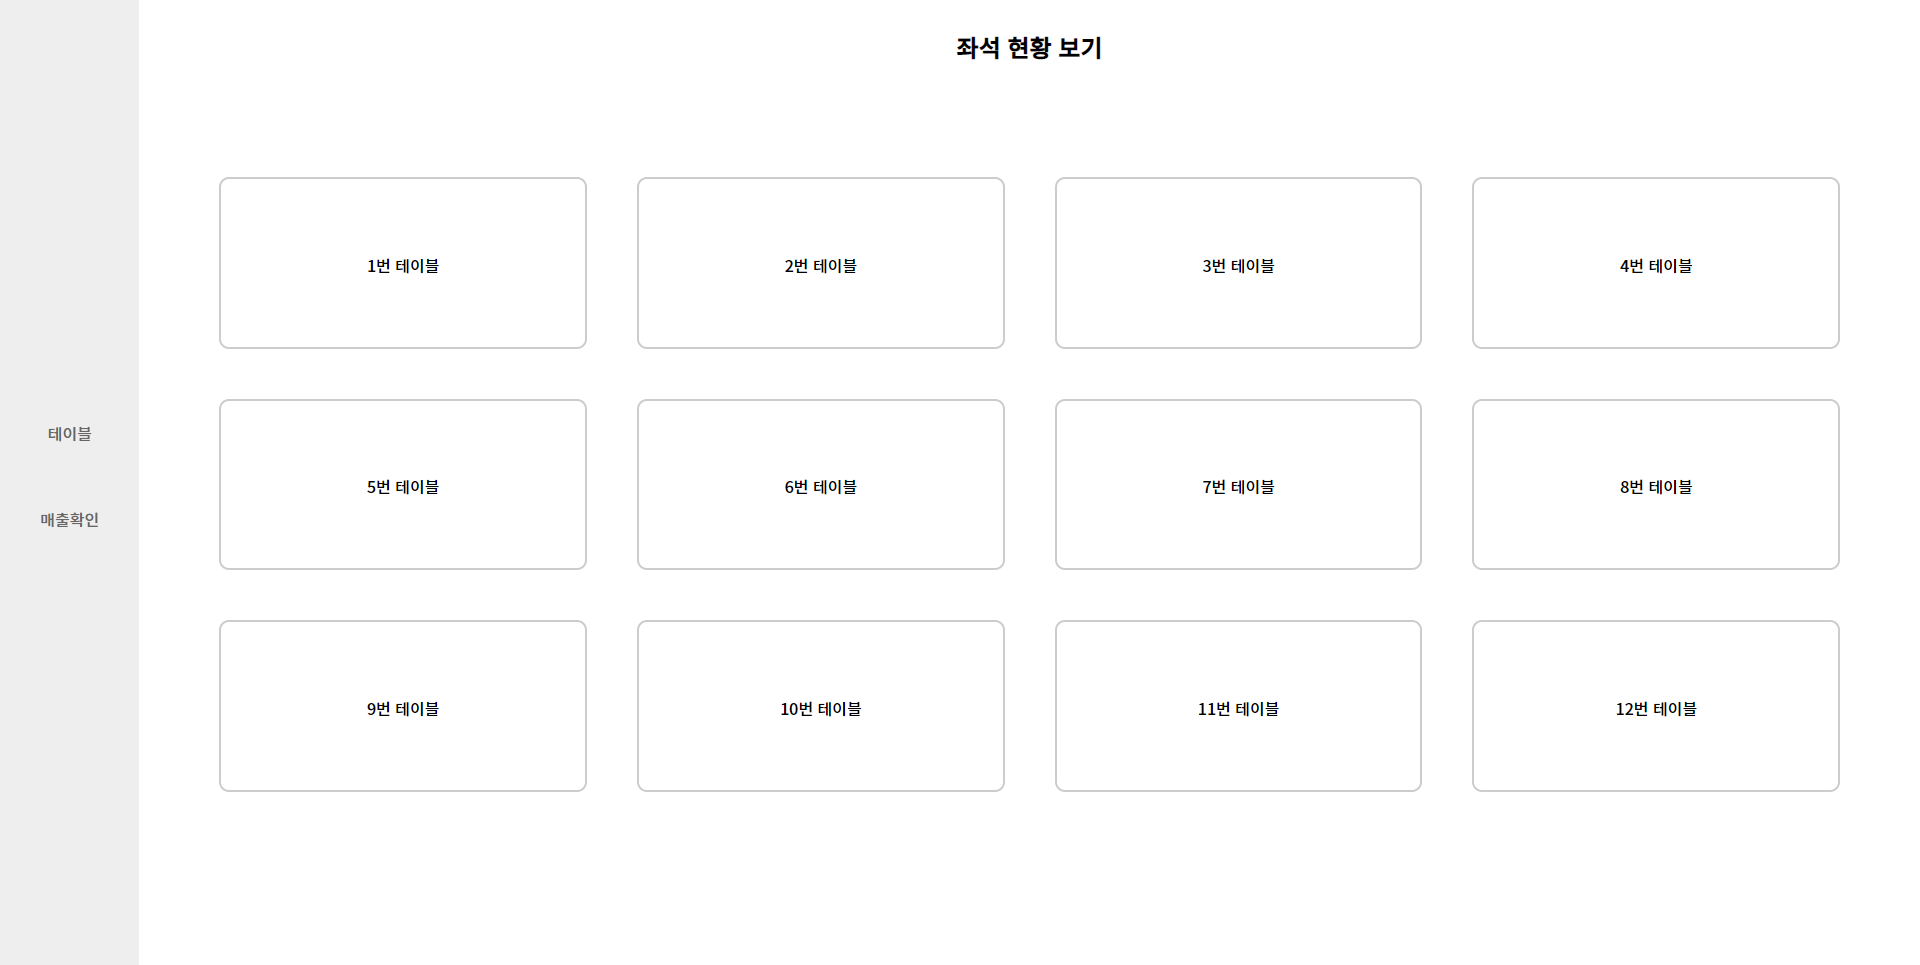 좌석 현황 보기
1번 테이블
2번 테이블
3번 테이블
4번 테이블
테이블
매출확인
5번 테이블
6번 테이블
7번 테이블
8번 테이블
9번 테이블
10번 테이블
11번 테이블
12번 테이블